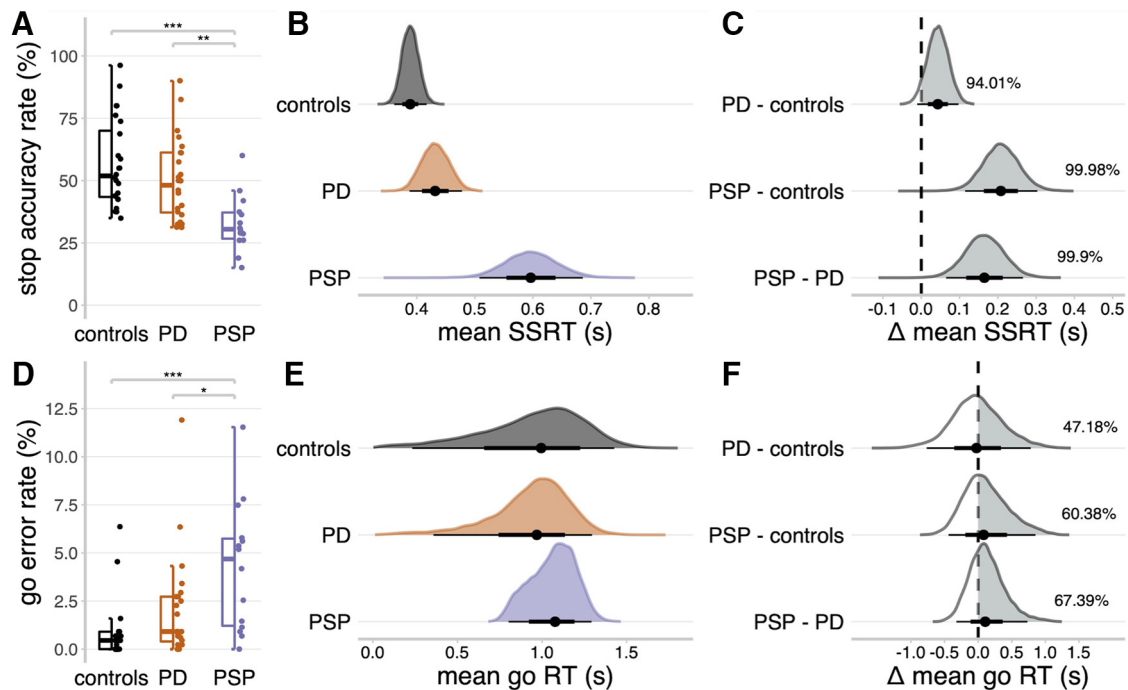 A
stop accuracy rate (%)
***
**
100
75
50
25
0
controls PD PSP
B
controls
PD
PSP
0.4 0.5 0.6 0.7 0.8
mean SSRT (s)
C
PD - controls
94.01%
PSP - controls
99.98%
PSP - PD
99.9%
-0.1 0.0 0.1 0.2 0.3 0.4 0.5
Δ mean SSRT (s)
D
go error rate (%)
***
*
12.5
10.0
7.5
5.0
2.5
0.0
controls PD PSP
E
controls
PD
PSP
0.0 0.5 1.0 1.5
mean go RT (s)
F
PD - controls
47.18%
PSP - controls
60.38%
PSP - PD
67.39%
-1.0 -0.5 0.0 0.5 1.0 1.5
Δ mean go RT (s)